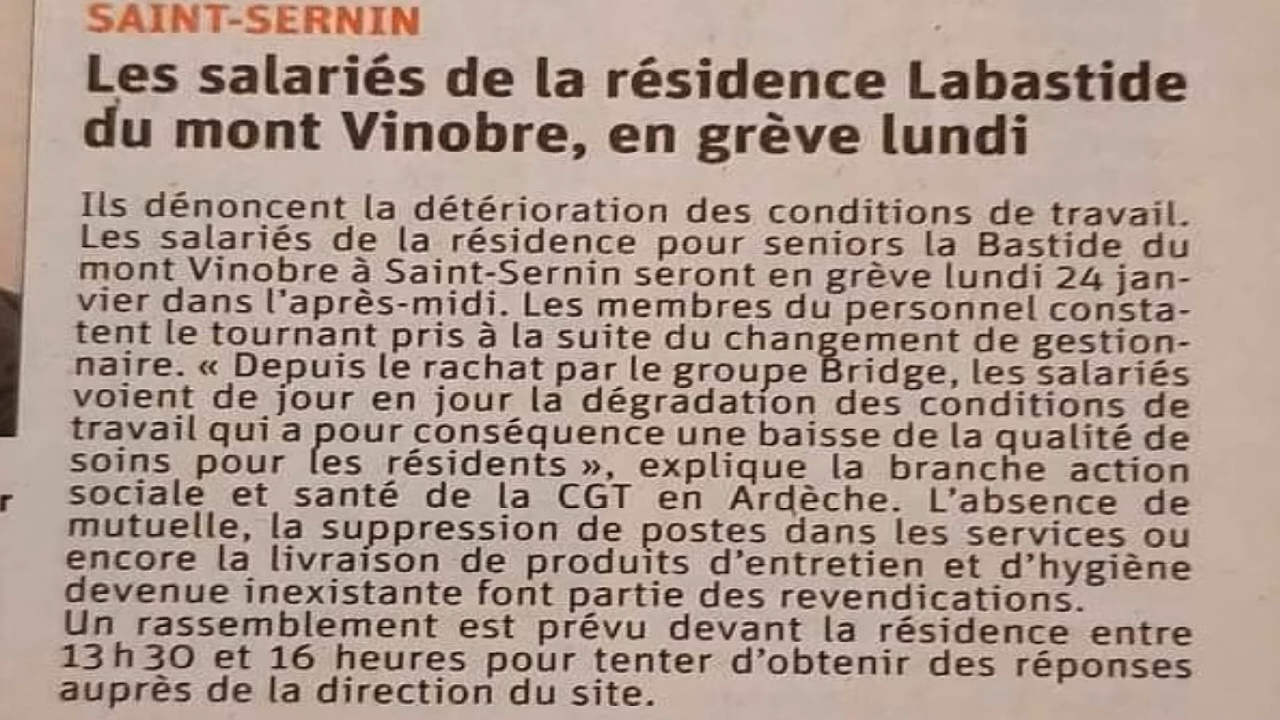 SAINT-SERNIN
Les salariés de la résidence Labastide
du mont Vinobre, en grève lundi
Ils dénoncent la détérioration des conditions de travail.
Les salariés de la résidence pour seniors la Bastide du
mont Vinobre à Saint-Sernin seront en grève lundi 24 jan-
vier dans l'après-midi. Les membres du personnel consta-
tent le tournant pris à la suite du changement de gestion-
naire. « Depuis le rachat par le groupe Bridge, les salariés
voient de jour en jour la dégradation des conditions de
travail qui a pour conséquence une baisse de la qualité de
soins pour les résidents », explique la branche action
sociale et santé de la CGT en Ardèche. L'absence de
mutuelle, la suppression de postes dans les services ou
encore la livraison de produits d'entretien et d'hygiène
devenue inexistante font partie des revendications.
Un rassemblement est prévu devant la résidence entre
13 h 30 et 16 heures pour tenter d'obtenir des réponses
auprès de la direction du site.